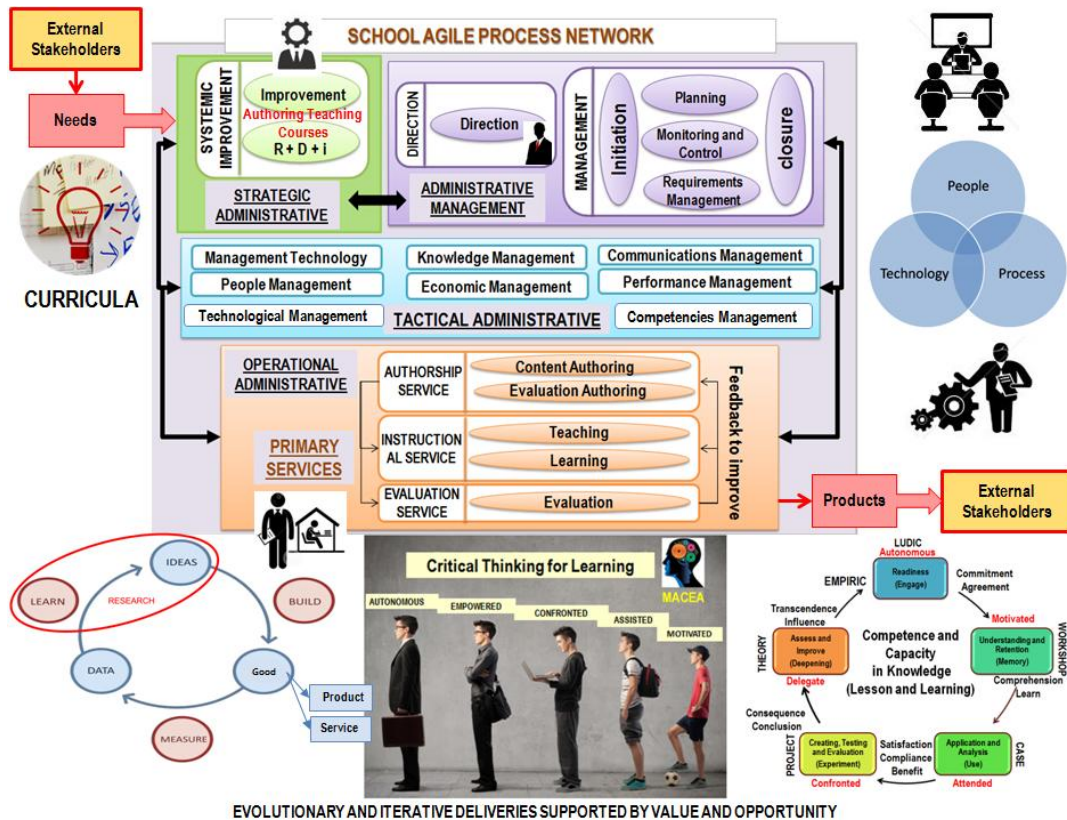 External
Stakeholders
SCHOOL AGILE PROCESS NETWORK
Needs
SYSTEMIC
IMPROVEMENT
Improvement
Authoring Teaching
Courses
R + D + i
STRATEGIC
ADMINISTRATIVE
DIRECTION
Direction
ADMINISTRATIVE
MANAGEMENT
MANAGEMENT
Initiation
Planning
Monitoring and
Control
Requirements
Management
closure
People
Technology
Process
CURRICULA
Management Technology
Knowledge Management
Communications Management
People Management
Economic Management
Performance Management
Technological Management
TACTICAL ADMINISTRATIVE
Competencies Management
OPERATIONAL
ADMINISTRATIVE
AUTHORSHIP
SERVICE
Content Authoring
Evaluation Authoring
PRIMARY
SERVICES
INSTRUCTION
AL SERVICE
Teaching
Learning
EVALUATION
SERVICE
Evaluation
Feedback to improve
Products
External
Stakeholders
IDEAS
LEARN
RESEARCH
BUILD
DATA
Good
Product
Service
MEASURE
Critical Thinking for Learning
MACEA
AUTONOMOUS
EMPOWERED
CONFRONTED
ASSISTED
MOTIVATED
LUDIC
Autonomous
Readiness
(Engage)
EMPIRIC
Commitment
Agreement
Transcendence
Influence
Motivated
THEORY
Assess and
Improve
(Deepening)
Delegate
Competence and
Capacity
in Knowledge
(Lesson and Learning)
Understanding and
Retention
(Memory)
WORKSHOP
Comprehension
Learn
Consequence
Conclusion
PROJECT
Creating, Testing
and Evaluation
(Experiment)
Confronted
Satisfaction
Compliance
Benefit
Application and
Analysis
(Use)
Attended
CASE
EVOLUTIONARY AND ITERATIVE DELIVERIES SUPPORTED BY VALUE AND OPPORTUNITY